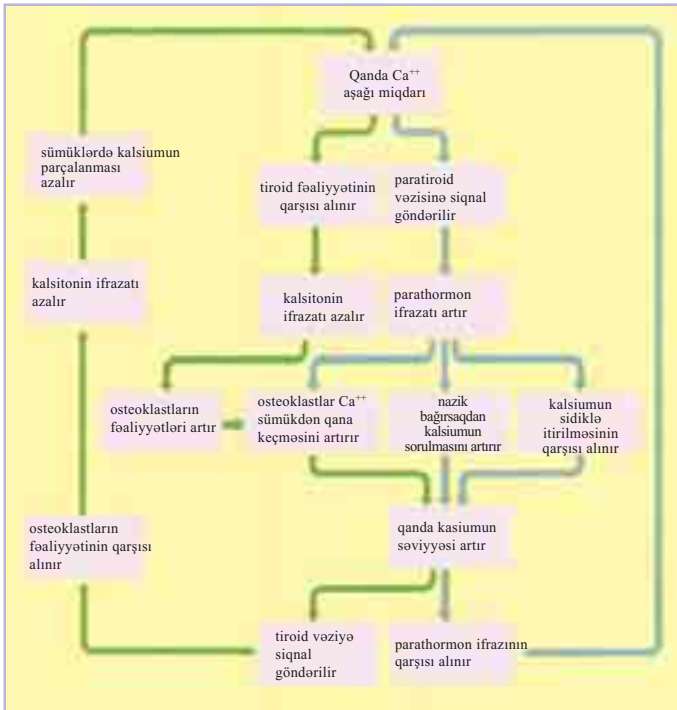 Qanda Ca⁺⁺
aşağı miqdarı
sümüklərdə kalsiumun
parçalanması
azalır
tiroid fəaliyyətinin
qarşısı alınır
paratiroid
vəzisinə siqnal
göndərilir
kalsitonin ifrazatı
azalır
kalsitonin
ifrazatı azalır
parathormon
ifrazatı artır
osteoklastların
fəaliyyətləri artır
osteoklastlar Ca⁺⁺
sümükdən qana
keçməsini artırır
nazik
bağırsaqdan
kalsiumun
sorulmasını artırır
kalsiumun
sidiklə
itirilməsinin
qarşısı alınır
osteoklastların
fəaliyyətinin qarşısı
alınır
qanda kasiumun
səviyyəsi artır
tiroid vəziyə
siqnal
göndərilir
parathormon ifrazının
qarşısı alınır